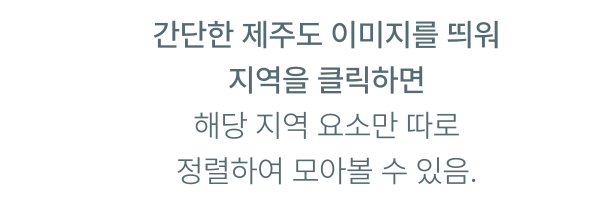 간단한 제주도 이미지를 띄워
지역을 클릭하면
해당 지역 요소만 따로
정렬하여 모아볼 수 있음.